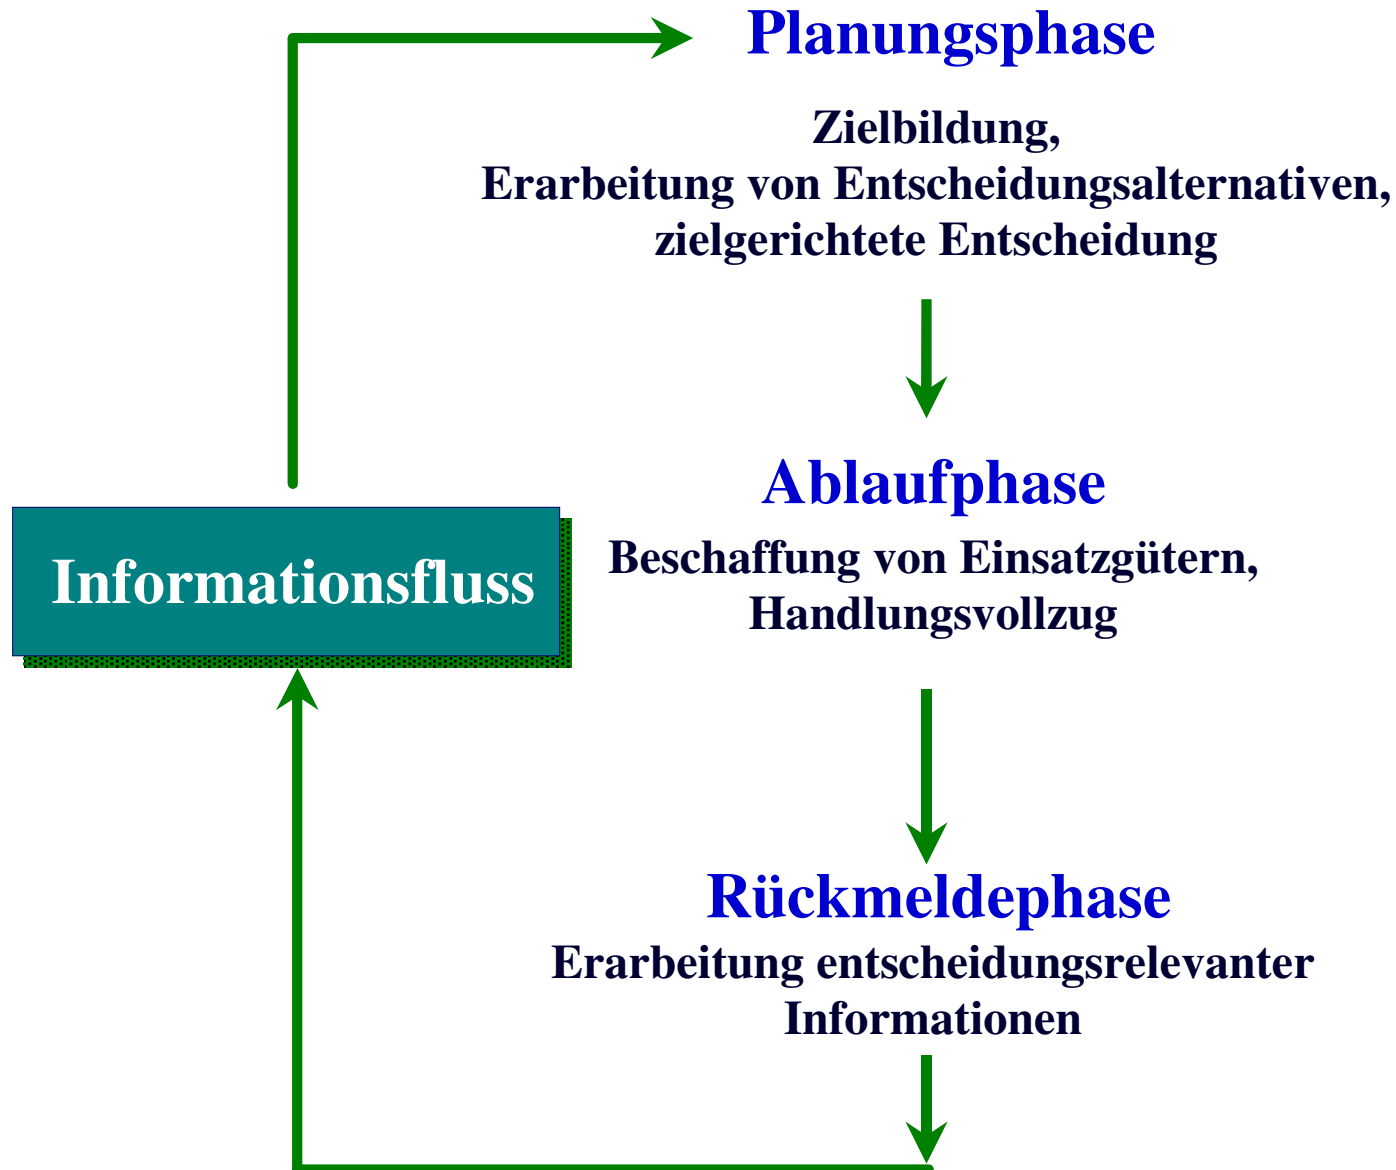 Planungsphase
Zielbildung,
Erarbeitung von Entscheidungsalternativen,
zielgerichtete Entscheidung
Ablaufphase
Beschaffung von Einsatzgütern,
Handlungsvollzug
Informationsfluss
Rückmeldephase
Erarbeitung entscheidungsrelevanter
Informationen